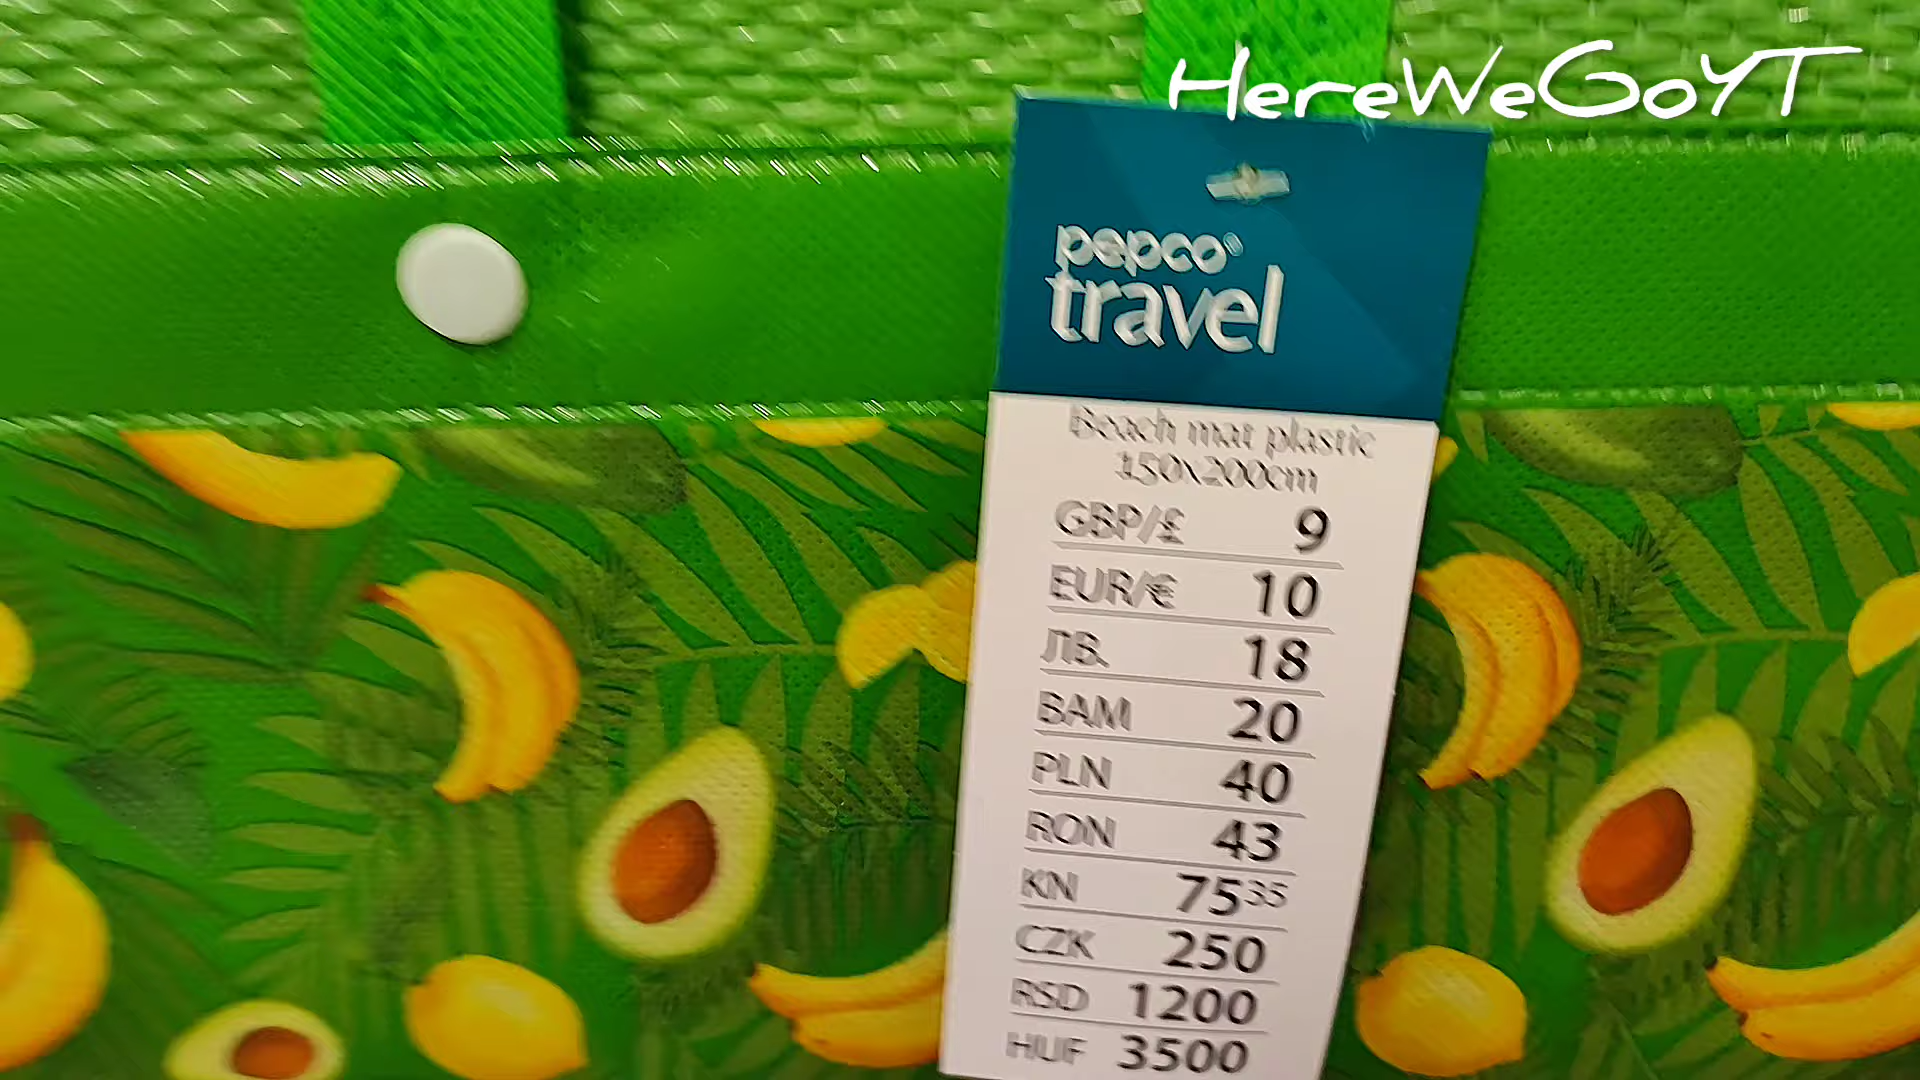 HereWeGoYT
pepco®
travel
Beach mat plastic
150x200cm
GBP/£ 9
EUR/€ 10
ЛВ. 18
BAM 20
PLN 40
RON 43
KN 75³⁵
CZK 250
RSD 1200
HUF 3500